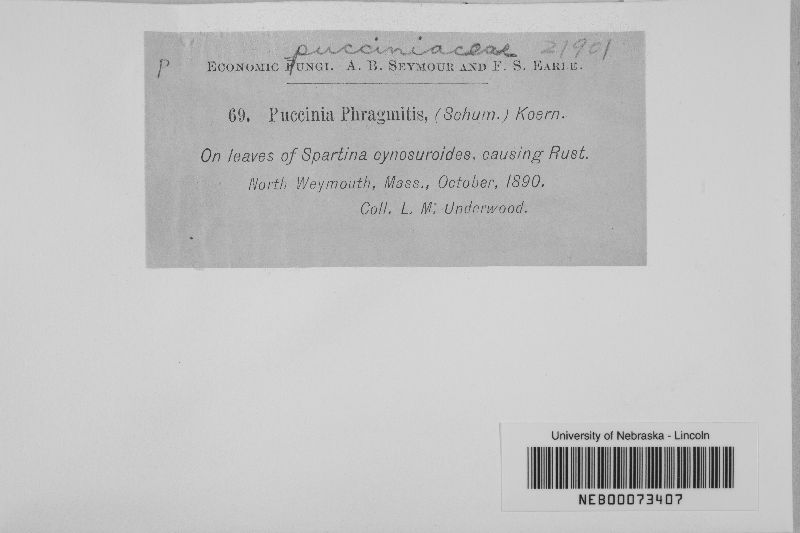 pucciniaceae 21901
P
Economic Fungi. A. B. Seymour and F. S. Earle.
69. Puccinia Phragmitis, (Schum.) Koern.
On leaves of Spartina cynosuroides, causing Rust.
North Weymouth, Mass., October, 1890.
Coll. L. M. Underwood.
University of Nebraska - Lincoln
NEB00073407